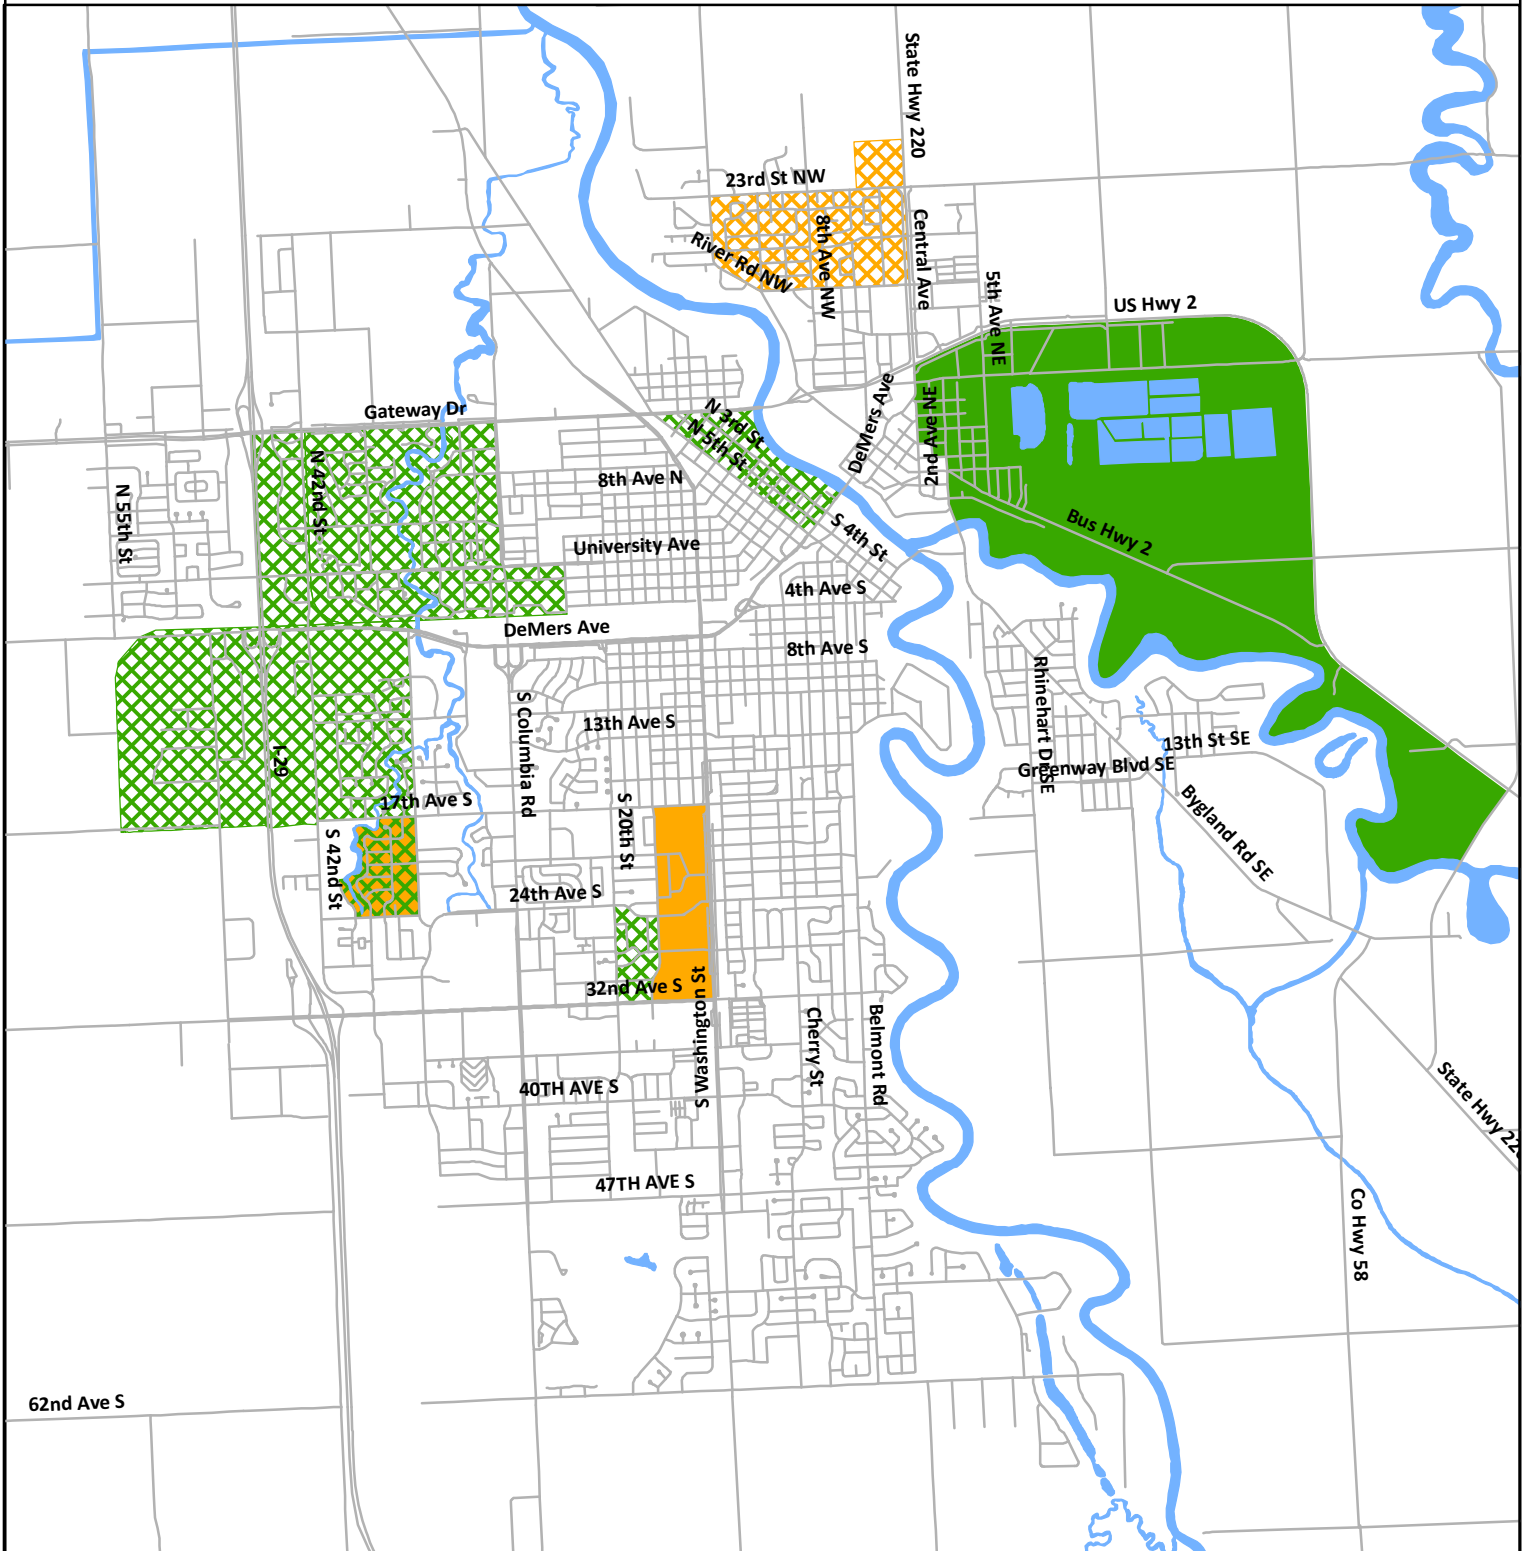 State Hwy 220
23rd St NW
8th Ave NW
Central Ave
River Rd NW
5th Ave NE
US Hwy 2
Gateway Dr
N 3rd St
N 5th St
DeMers Ave
2nd Ave NE
N 42nd St
8th Ave N
N 55th St
University Ave
S 4th St
Bus Hwy 2
4th Ave S
DeMers Ave
8th Ave S
Rhinehart Dr SE
S Columbia Rd
13th Ave S
13th St SE
I-29
Greenway Blvd SE
17th Ave S
S 20th St
Bygland Rd SE
S 42nd St
24th Ave S
32nd Ave S
S Washington St
Cherry St
Belmont Rd
40TH AVE S
State Hwy 220
47TH AVE S
Co Hwy 58
62nd Ave S